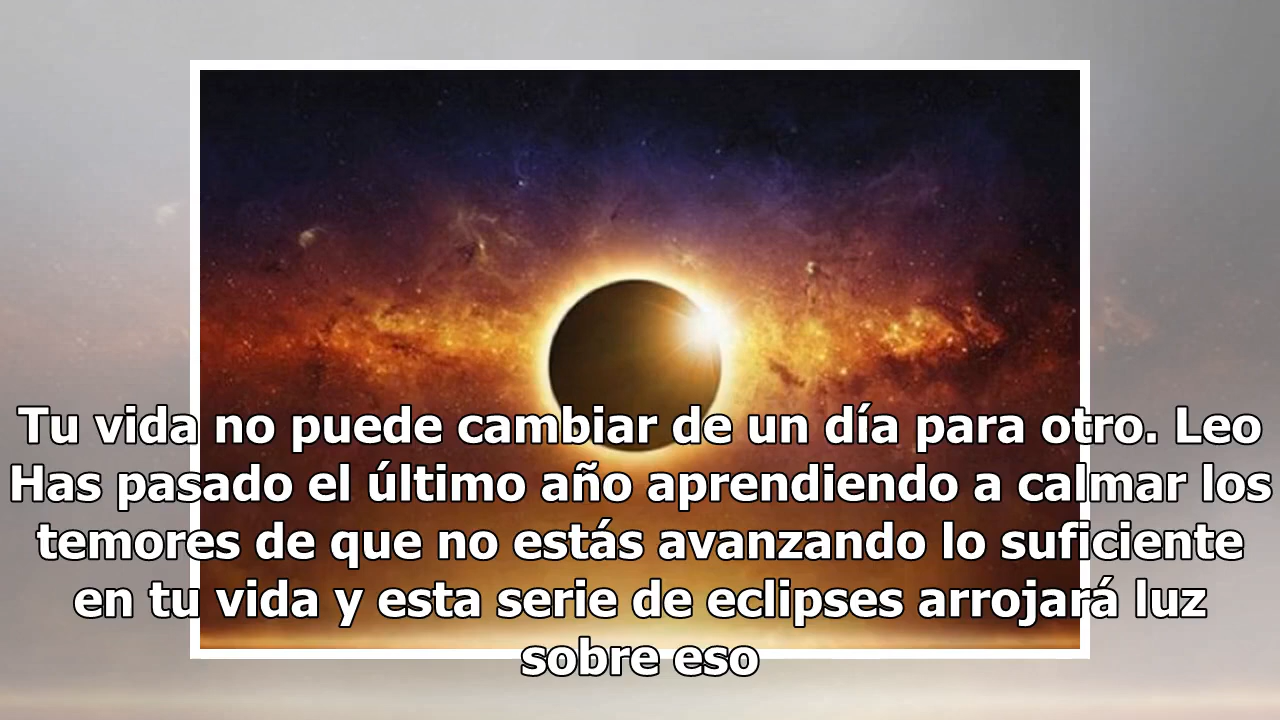 Tu vida no puede cambiar de un día para otro. Leo
Has pasado el último año aprendiendo a calmar los
temores de que no estás avanzando lo suficiente
en tu vida y esta serie de eclipses arrojará luz
sobre eso